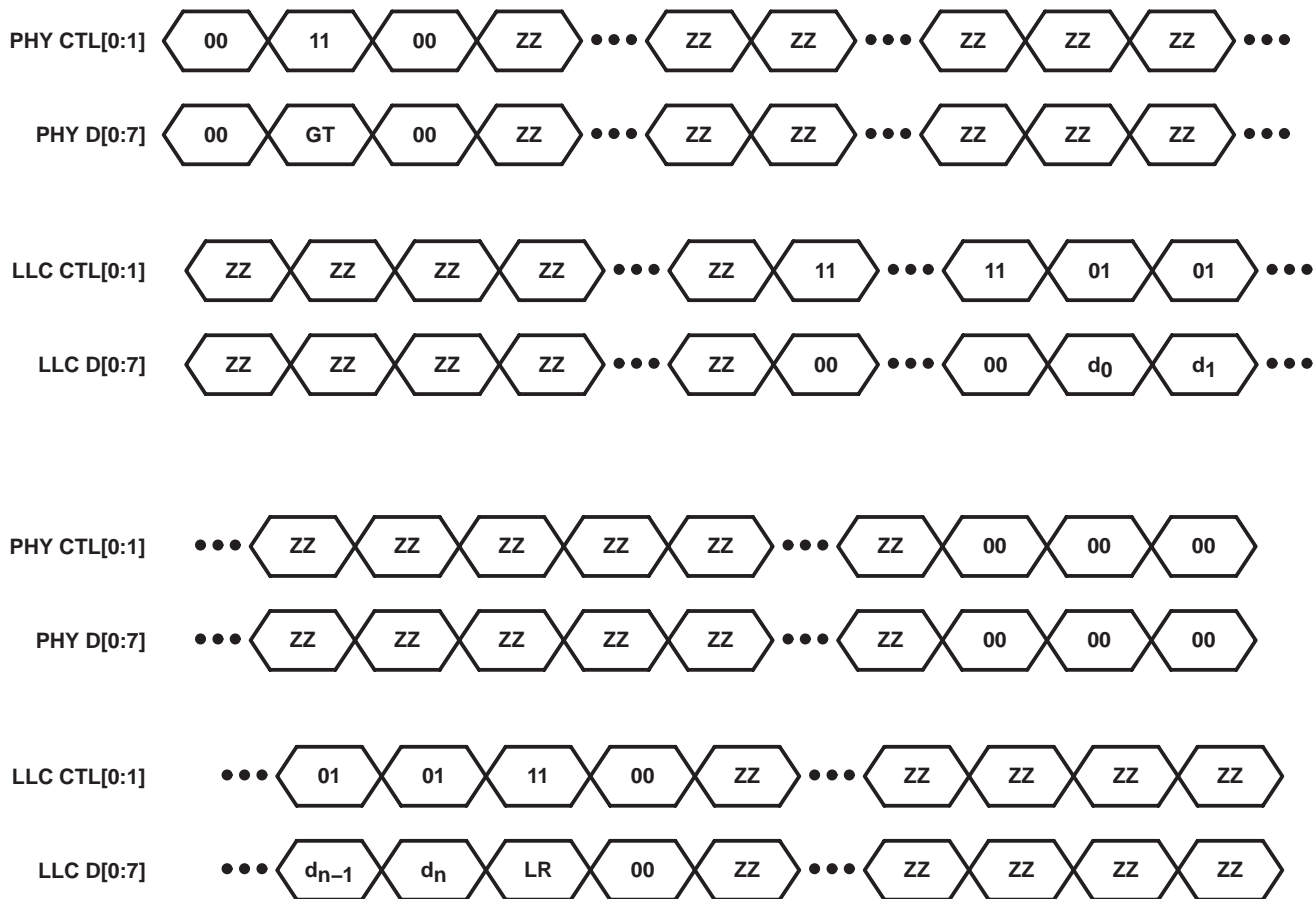 PHY CTL[0:1] 00 11 00 ZZ ••• ZZ ZZ ••• ZZ ZZ ZZ •••
PHY D[0:7] 00 GT 00 ZZ ••• ZZ ZZ ••• ZZ ZZ ZZ •••
LLC CTL[0:1] ZZ ZZ ZZ ZZ ••• ZZ 11 ••• 11 01 01 •••
LLC D[0:7] ZZ ZZ ZZ ZZ ••• ZZ 00 ••• 00 d0 d1 •••
PHY CTL[0:1] ••• ZZ ZZ ZZ ZZ ZZ ••• ZZ 00 00 00
PHY D[0:7] ••• ZZ ZZ ZZ ZZ ZZ ••• ZZ 00 00 00
LLC CTL[0:1] ••• 01 01 11 00 ZZ ••• ZZ ZZ ZZ ZZ
LLC D[0:7] ••• dn–1 dn LR 00 ZZ ••• ZZ ZZ ZZ ZZ